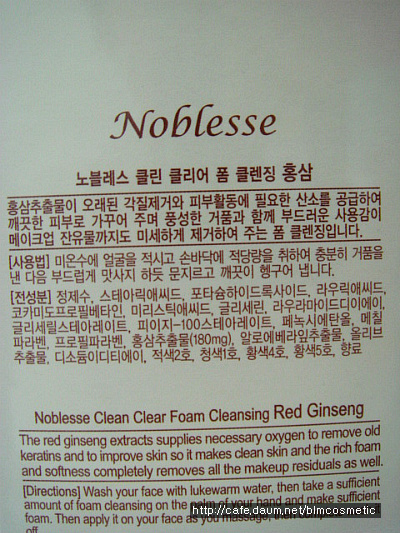 Noblesse
노블레스 클린 클리어 폼 클렌징 홍삼
홍삼추출물이 오래된 각질제거와 피부활동에 필요한 산소를 공급하여
깨끗한 피부로 가꾸어 주며 풍성한 거품과 함께 부드러운 사용감이
메이크업 잔유물까지도 미세하게 제거하여 주는 폼 클렌징입니다.
[사용법] 미온수에 얼굴을 적시고 손바닥에 적당량을 취하여 충분히 거품을
낸 다음 부드럽게 맛사지 하듯 문지르고 깨끗이 헹구어 냅니다.
[전성분] 정제수, 스테아릭애씨드, 포타슘하이드록사이드, 라우릭애씨드,
코카미도프로필베타인, 미리스틱애씨드, 글리세린, 라우라마이드디이에이,
글리세릴스테아레이트, 피이지-100스테아레이트, 페녹시에탄올, 메칠
파라벤, 프로필파라벤, 홍삼추출물(180mg), 알로에베라잎추출물, 올리브
추출물, 디소듐이디티에이, 적색2호, 청색1호, 황색4호, 황색5호, 향료
Noblesse Clean Clear Foam Cleansing Red Ginseng
The red ginseng extracts supplies necessary oxygen to remove old
keratins and to improve skin so it makes clean skin and the rich foam
and softness completely removes all the makeup residuals as well.
[Directions] Wash your face with lukewarm water, then take a sufficient
amount of foam cleansing on the palm of your hand and make sufficient
foam. Then apply it on your face as you massage,
off.
http://cafe.daum.net/blmcosmetic